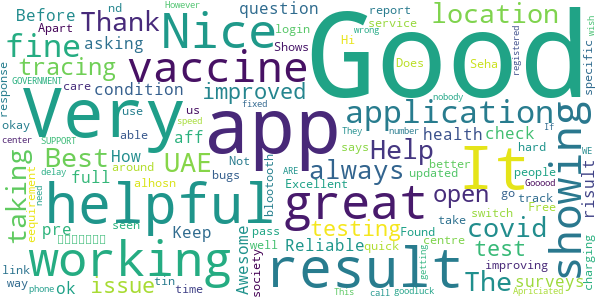 Good
Very
app
It
Nice
helpful
great
result
working
vaccine
application
showing
location
covid
fine
Thank
UAE
Best
Help
always
open
The
test
testing
improved
tracing
taking
issue
Before
asking
question
condition
health
check
surveys
risult
Reliable
Awesome
Keep
full
pre
aff
How
ok
okay
Apart
nd
login
However
Hi
wrong
report
service
registered
specific
wish
response
GOVERNMENT
care
us
Shows
Does
Seha
nobody
SUPPORT
fixed
use
able
They
number
If
WE
center
speed
ARE
says
better
hard
Not
around
bugs
blootooth
updated
people
Excellent
go
track
eequirement
need
delay
alhosn
seen
society
pass
take
switch
Free
Found
centre
Gooood
charging
link
way
tin
time
well
quick
improving
phone
This
call
goodluck
getting
Apriciated